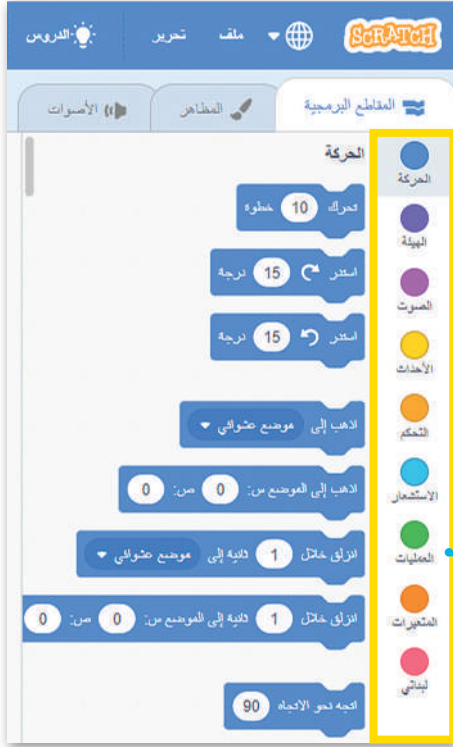 SCRATCH ملف تحرير الدروس
المقاطع البرمجية المظاهر الأصوات
الحركة
الهيئة
الصوت
الأحداث
التحكم
الاستشعار
العمليات
المتغيرات
لبناتي
الحركة
تحرك 10 خطوة
استدر 15 درجة
استدر 15 درجة
اذهب إلى موضع عشوائي
اذهب إلى الموضع س: 0 ص: 0
انزلق خلال 1 ثانية إلى موضع عشوائي
انزلق خلال 1 ثانية إلى الموضع س: 0 ص: 0
اتجه نحو الاتجاه 90